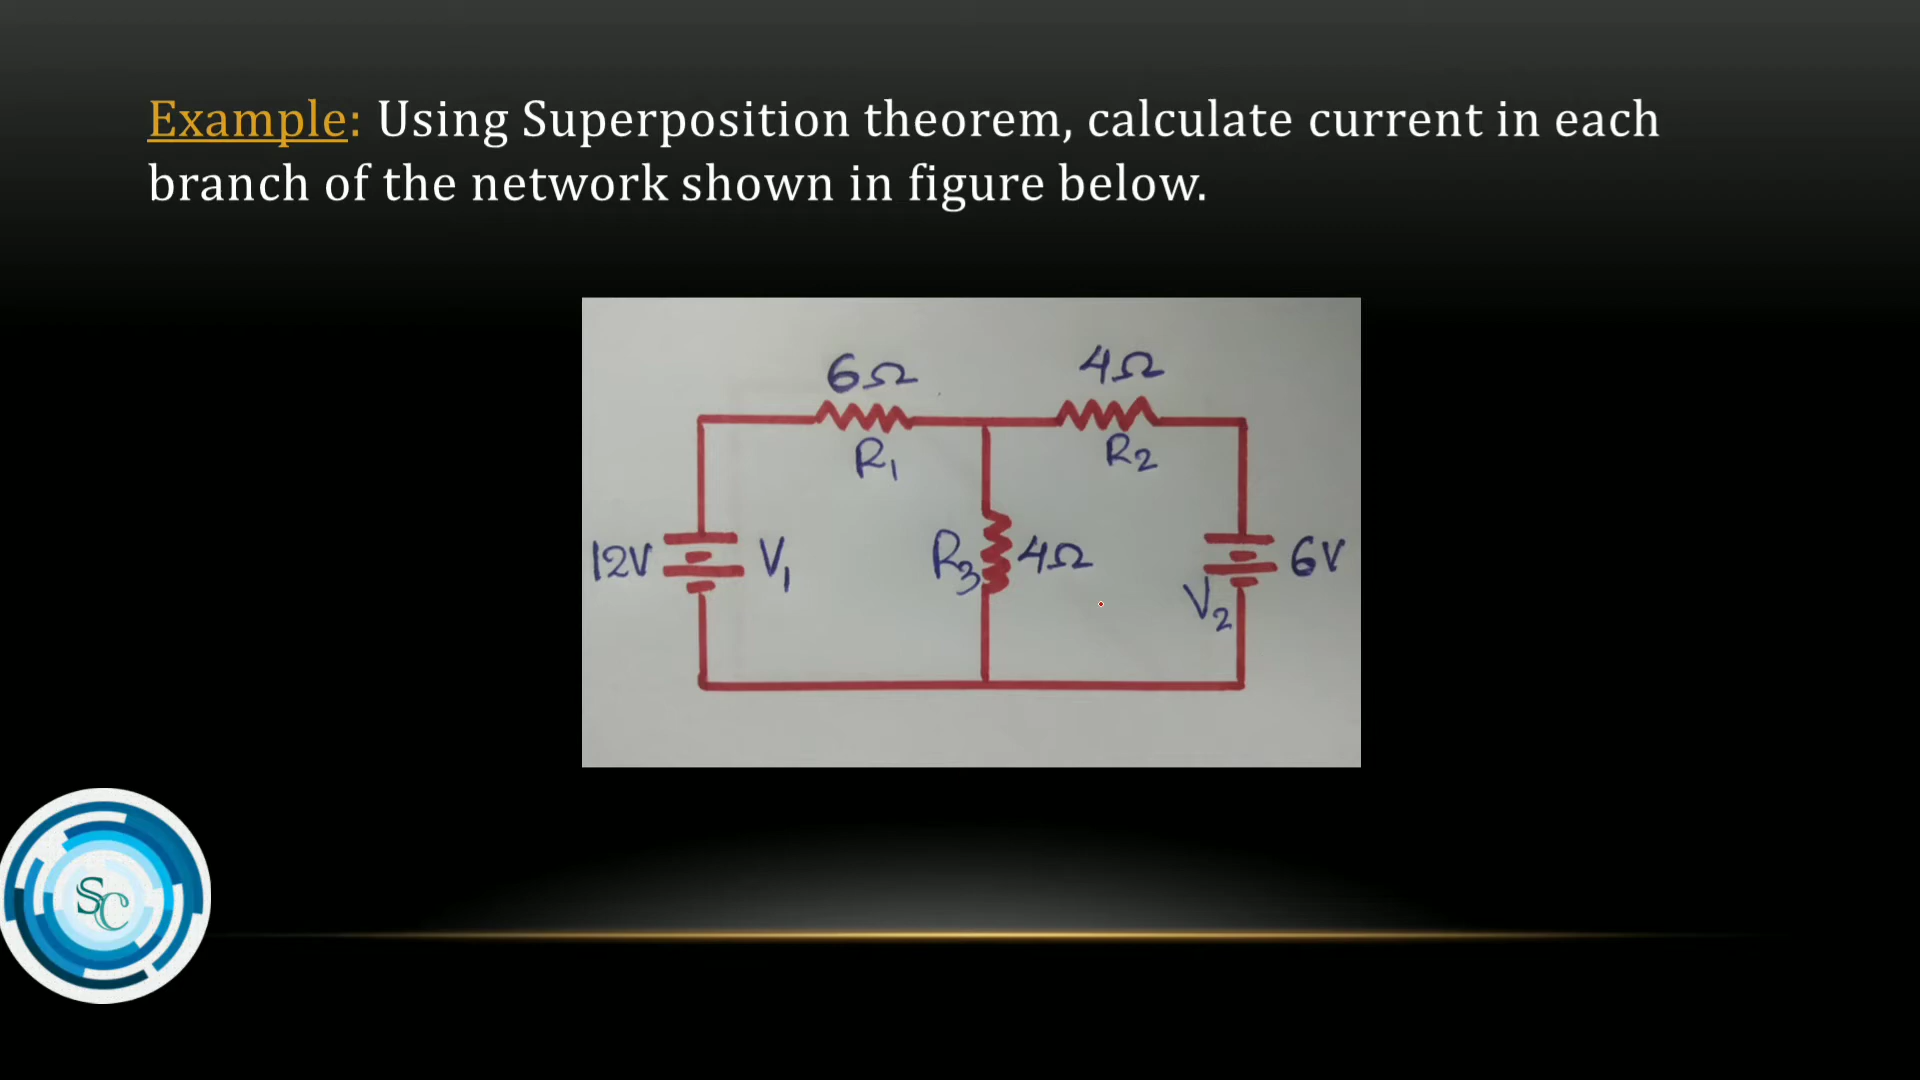 Example: Using Superposition theorem, calculate current in each
branch of the network shown in figure below.
6Ω
4Ω
R1
R2
12V
V1
R3
4Ω
6V
V2
SC